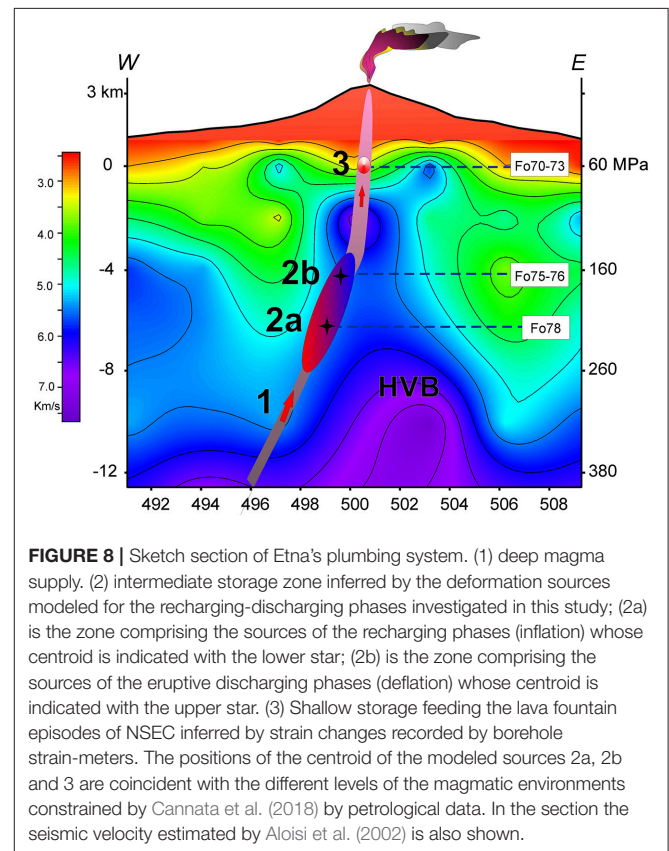 W
E
3 km
0
-4
-8
-12
3.0
4.0
5.0
6.0
7.0
Km/s
3
2b
2a
1
HVB
Fo70-73
60 MPa
Fo75-76
160
Fo78
260
380
492 494 496 498 500 502 504 506 508
FIGURE 8 | Sketch section of Etna's plumbing system. (1) deep magma
supply. (2) intermediate storage zone inferred by the deformation sources
modeled for the recharging-discharging phases investigated in this study; (2a)
is the zone comprising the sources of the recharging phases (inflation) whose
centroid is indicated with the lower star; (2b) is the zone comprising the
sources of the eruptive discharging phases (deflation) whose centroid is
indicated with the upper star. (3) Shallow storage feeding the lava fountain
episodes of NSEC inferred by strain changes recorded by borehole
strain-meters. The positions of the centroid of the modeled sources 2a, 2b
and 3 are coincident with the different levels of the magmatic environments
constrained by Cannata et al. (2018) by petrological data. In the section the
seismic velocity estimated by Aloisi et al. (2002) is also shown.